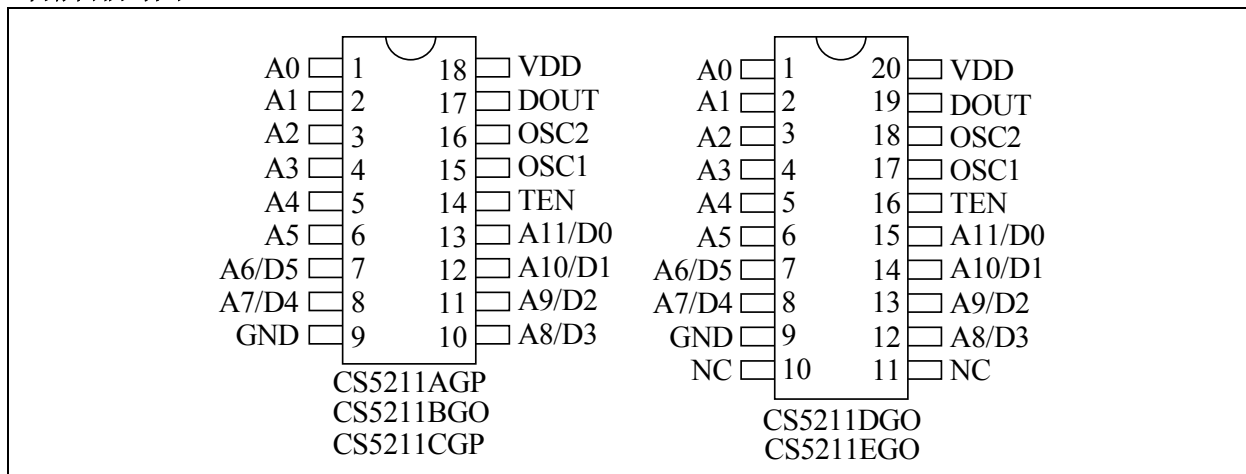 A0 1 18 VDD
A1 2 17 DOUT
A2 3 16 OSC2
A3 4 15 OSC1
A4 5 14 TEN
A5 6 13 A11/D0
A6/D5 7 12 A10/D1
A7/D4 8 11 A9/D2
GND 9 10 A8/D3
CS5211AGP
CS5211BGO
CS5211CGP
A0 1 20 VDD
A1 2 19 DOUT
A2 3 18 OSC2
A3 4 17 OSC1
A4 5 16 TEN
A5 6 15 A11/D0
A6/D5 7 14 A10/D1
A7/D4 8 13 A9/D2
GND 9 12 A8/D3
NC 10 11 NC
CS5211DGO
CS5211EGO